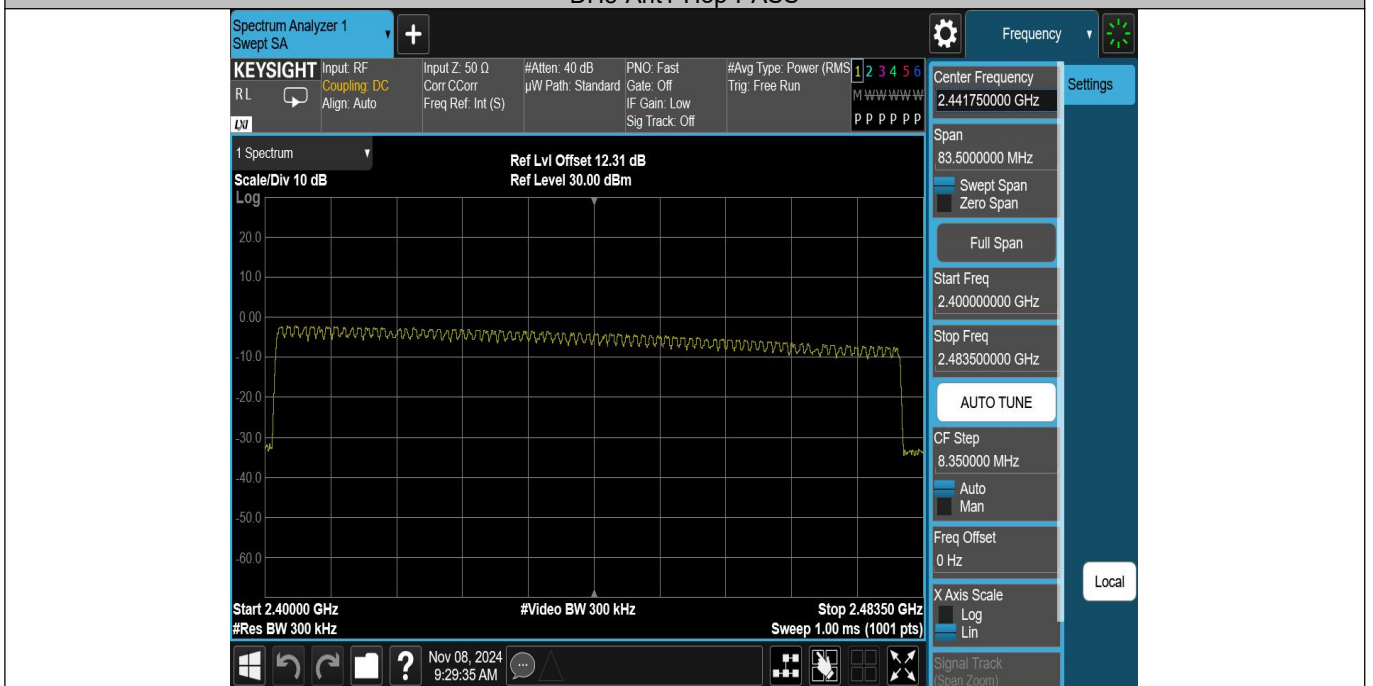 Spectrum Analyzer 1
Swept SA
+
Frequency
KEYSIGHT
RL
LXI
Input: RF
Coupling: DC
Align: Auto
Input Z: 50 Ω
Corr CCorr
Freq Ref: Int (S)
#Atten: 40 dB
µW Path: Standard
PNO: Fast
Gate: Off
IF Gain: Low
Sig Track: Off
#Avg Type: Power (RMS
Trig: Free Run
1 2 3 4 5 6
M W W W W W
P P P P P P
Center Frequency
2.441750000 GHz
Settings
Span
83.5000000 MHz
Swept Span
Zero Span
Full Span
Start Freq
2.400000000 GHz
Stop Freq
2.483500000 GHz
AUTO TUNE
CF Step
8.350000 MHz
Auto
Man
Freq Offset
0 Hz
X Axis Scale
Log
Lin
Signal Track
(Span Zoom)
Local
1 Spectrum
Scale/Div 10 dB
Log
Ref Lvl Offset 12.31 dB
Ref Level 30.00 dBm
20.0
10.0
0.00
-10.0
-20.0
-30.0
-40.0
-50.0
-60.0
Start 2.40000 GHz
#Res BW 300 kHz
#Video BW 300 kHz
Stop 2.48350 GHz
Sweep 1.00 ms (1001 pts)
?
Nov 08, 2024
9:29:35 AM